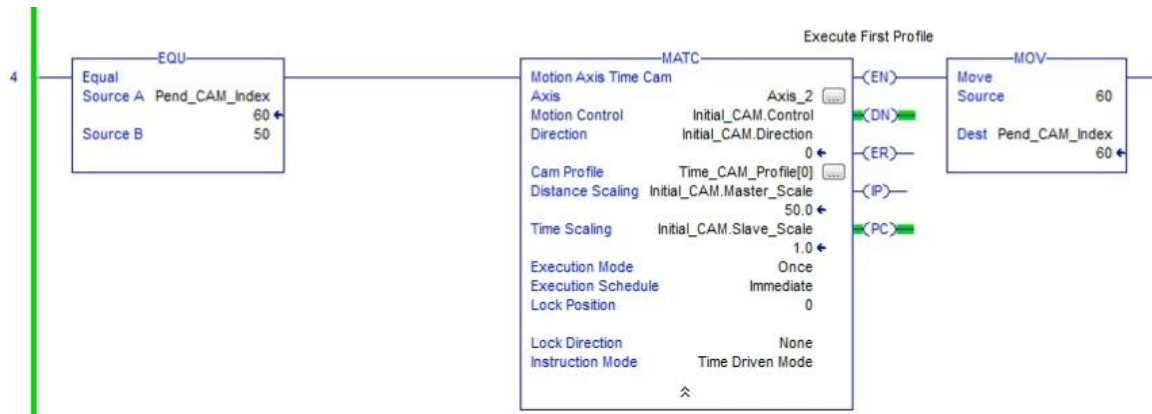 Execute First Profile
4
EQU
Equal
Source A Pend_CAM_Index
60
Source B 50
MATC
Motion Axis Time Cam
Axis Axis_2 ...
Motion Control Initial_CAM.Control
Direction Initial_CAM.Direction
0
Cam Profile Time_CAM_Profile[0] ...
Distance Scaling Initial_CAM.Master_Scale
50.0
Time Scaling Initial_CAM.Slave_Scale
1.0
Execution Mode Once
Execution Schedule Immediate
Lock Position 0
Lock Direction None
Instruction Mode Time Driven Mode
(EN)
(DN)
(ER)
(IP)
(PC)
MOV
Move
Source 60
Dest Pend_CAM_Index
60